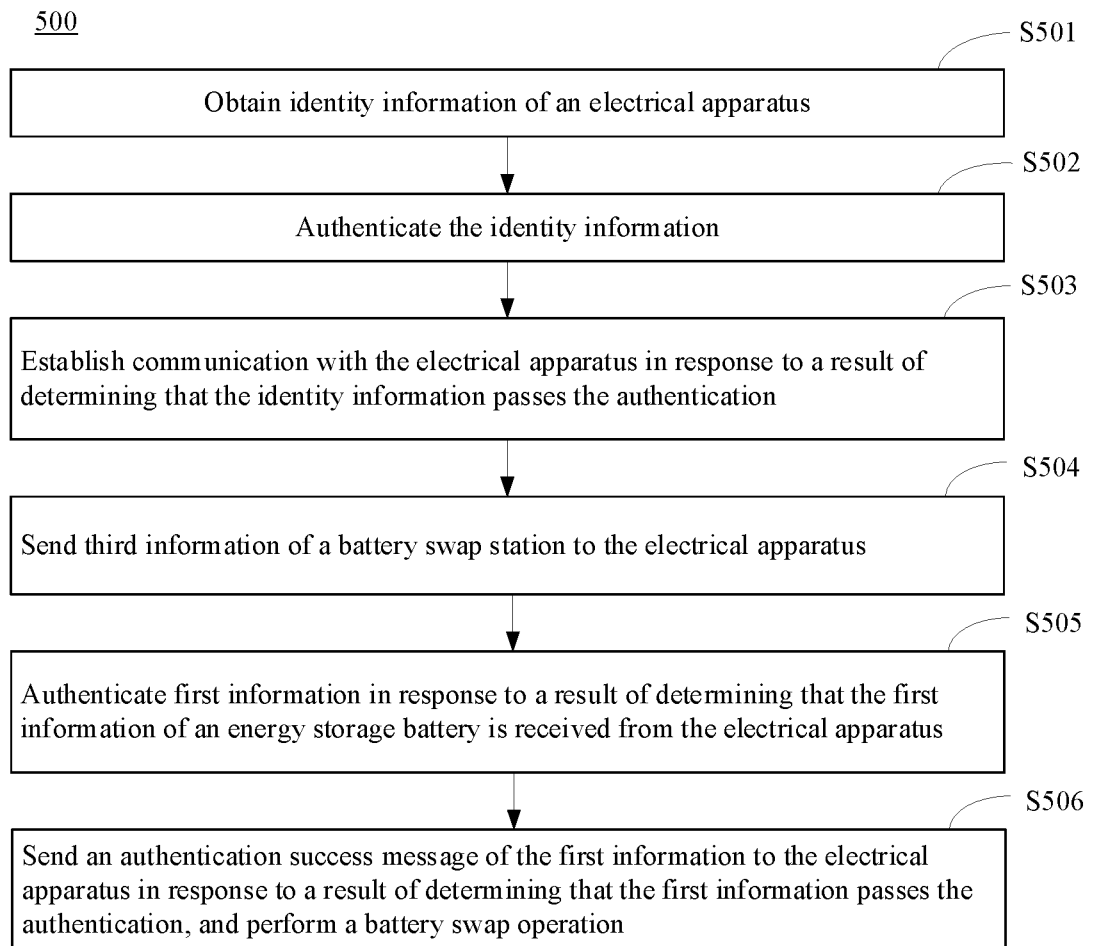 500
S501
Obtain identity information of an electrical apparatus
S502
Authenticate the identity information
S503
Establish communication with the electrical apparatus in response to a result of
determining that the identity information passes the authentication
S504
Send third information of a battery swap station to the electrical apparatus
S505
Authenticate first information in response to a result of determining that the first
information of an energy storage battery is received from the electrical apparatus
S506
Send an authentication success message of the first information to the electrical
apparatus in response to a result of determining that the first information passes the
authentication, and perform a battery swap operation